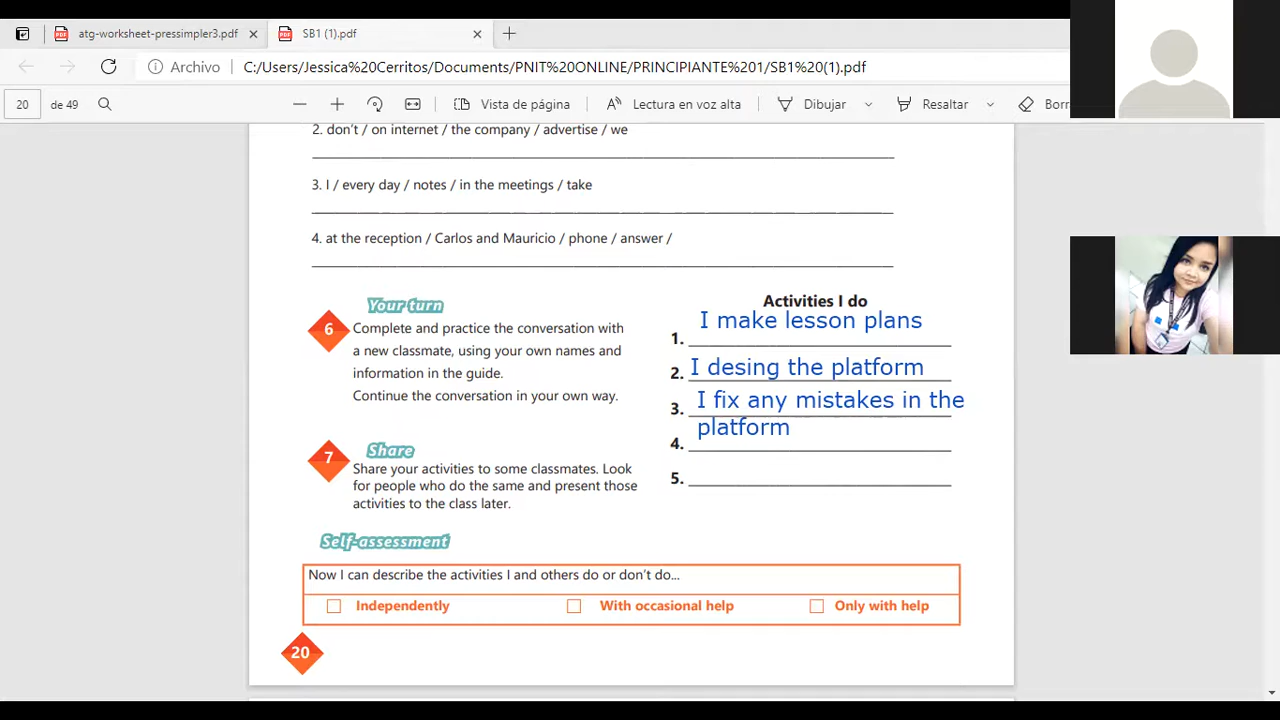 atg-worksheet-pressimpler3.pdf
SB1 (1).pdf
Archivo
C:/Users/Jessica%20Cerritos/Documents/PNIT%20ONLINE/PRINCIPIANTE%201/SB1%20(1).pdf
20
de 49
Vista de página
Lectura en voz alta
Dibujar
Resaltar
Borr
2. don't / on internet / the company / advertise / we
3. I / every day / notes / in the meetings / take
4. at the reception / Carlos and Mauricio / phone / answer /
6
Your turn
Complete and practice the conversation with
a new classmate, using your own names and
information in the guide.
Continue the conversation in your own way.
7
Share
Share your activities to some classmates. Look
for people who do the same and present those
activities to the class later.
Activities I do
1. I make lesson plans
2. I desing the platform
3. I fix any mistakes in the
platform
4.
5.
Self-assessment
Now I can describe the activities I and others do or don't do...
Independently
With occasional help
Only with help
20